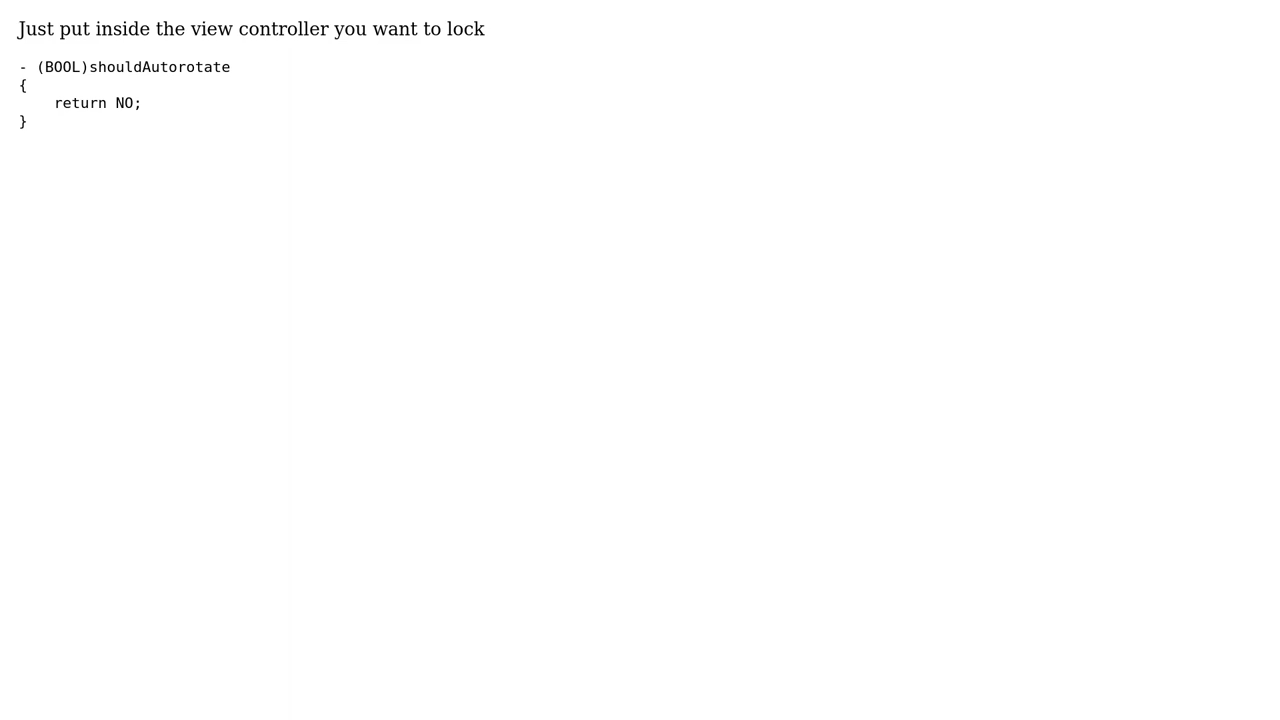 Just put inside the view controller you want to lock
- (BOOL)shouldAutorotate
{
    return NO;
}